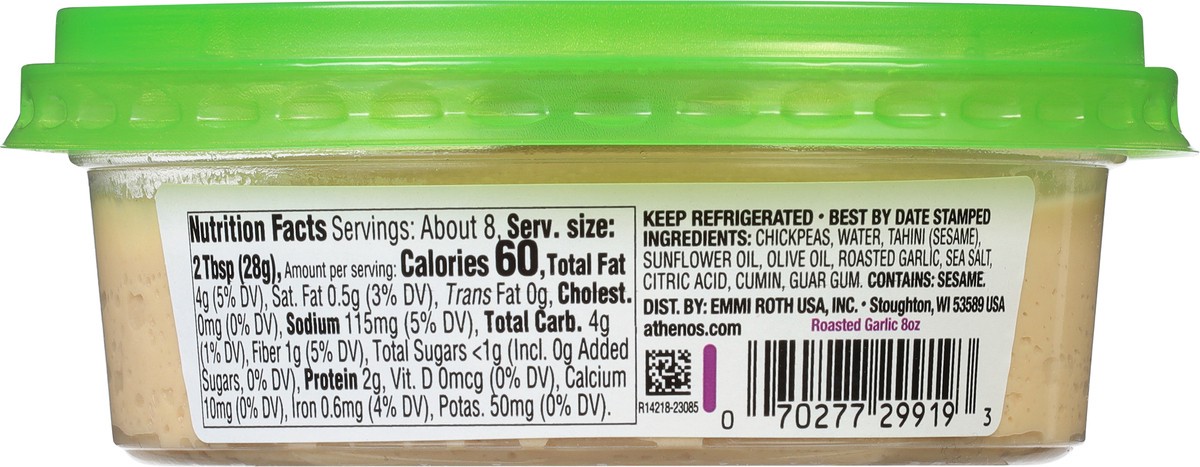 Nutrition Facts Servings: About 8, Serv. size:
2 Tbsp (28g), Amount per serving: Calories 60, Total Fat
4g (5% DV), Sat. Fat 0.5g (3% DV), Trans Fat 0g, Cholest.
0mg (0% DV), Sodium 115mg (5% DV), Total Carb. 4g
(1% DV), Fiber 1g (5% DV), Total Sugars <1g (Incl. 0g Added
Sugars, 0% DV), Protein 2g, Vit. D 0mcg (0% DV), Calcium
10mg (0% DV), Iron 0.6mg (4% DV), Potas. 50mg (0% DV).
KEEP REFRIGERATED • BEST BY DATE STAMPED
INGREDIENTS: CHICKPEAS, WATER, TAHINI (SESAME),
SUNFLOWER OIL, OLIVE OIL, ROASTED GARLIC, SEA SALT,
CITRIC ACID, CUMIN, GUAR GUM. CONTAINS: SESAME.
DIST. BY: EMMI ROTH USA, INC. • Stoughton, WI 53589 USA
athenos.com Roasted Garlic 8oz
R14218-23085
0 70277 29919 3